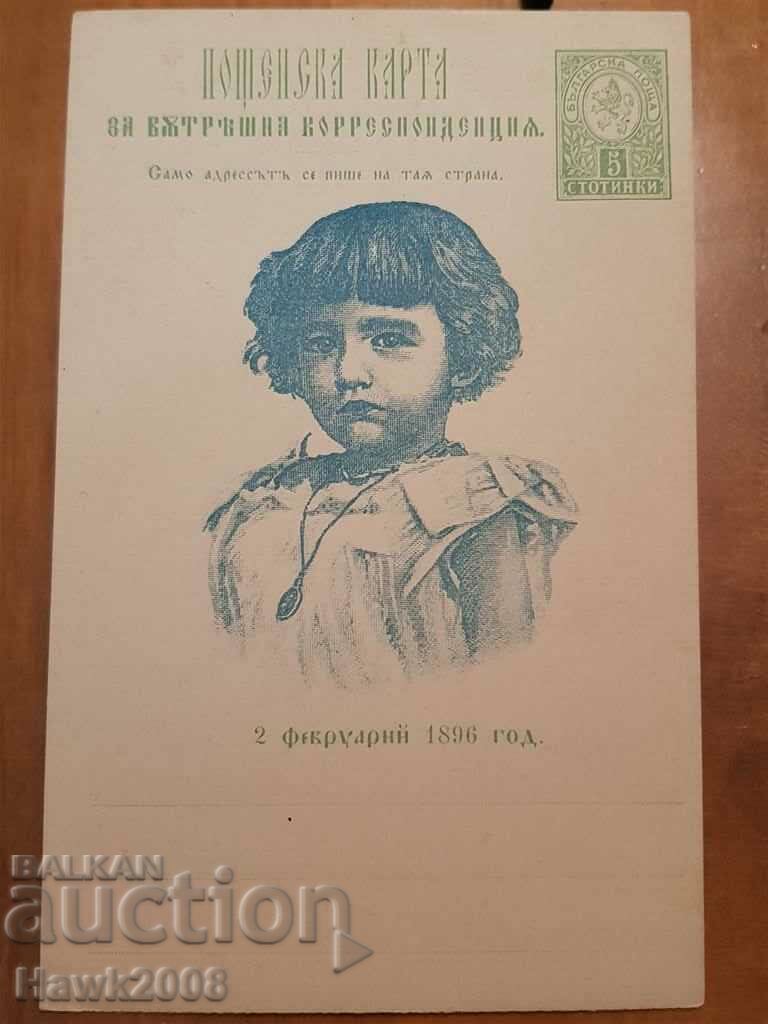 ПОЩЕНСКА КАРТА
ЗА ВѪТРѢШНА КОРРЕСПОНДЕНЦИЯ.
Само адрессътъ се пише на тая страна.
БЪЛГАРСКА ПОЩА
5
СТОТИНКИ
2 Февруарий 1896 год.
BALKAN
auction
Hawk2008